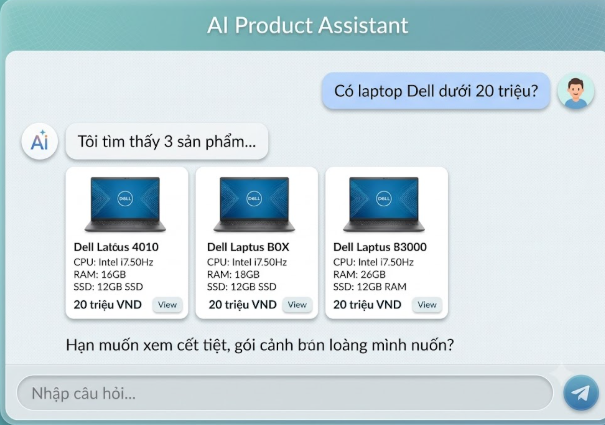 AI Product Assistant
Có laptop Dell dưới 20 triệu?
Ai
Tôi tìm thấy 3 sản phẩm...
DELL
DELL
DELL
Dell Latóus 4010
CPU: Intel i7.50Hz
RAM: 16GB
SSD: 12GB SSD
20 triệu VND View
Dell Laptus B0X
CPU: Intel i7.50Hz
RAM: 18GB
SSD: 12GB SSD
20 triệu VND View
Dell Laptus 83000
CPU: Intel i7.50Hz
RAM: 26GB
SSD: 12GB RAM
20 triệu VND View
Hạn muốn xem cết tiệt, gói cảnh bŏn loàng mình nuốn?
Nhập câu hỏi...